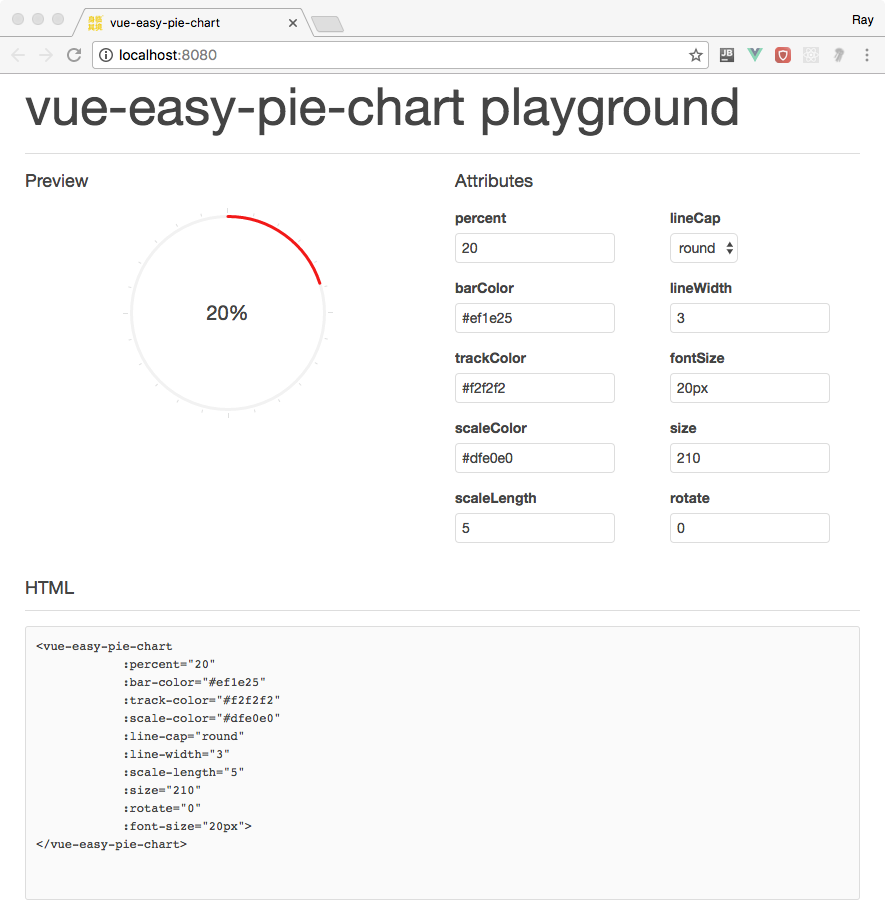 vue-easy-pie-chart
Ray
localhost:8080
JB
vue-easy-pie-chart playground
Preview
20%
Attributes
percent
20
lineCap
round
barColor
#ef1e25
lineWidth
3
trackColor
#f2f2f2
fontSize
20px
scaleColor
#dfe0e0
size
210
scaleLength
5
rotate
0
HTML
<vue-easy-pie-chart
:percent="20"
:bar-color="#ef1e25"
:track-color="#f2f2f2"
:scale-color="#dfe0e0"
:line-cap="round"
:line-width="3"
:scale-length="5"
:size="210"
:rotate="0"
:font-size="20px">
</vue-easy-pie-chart>